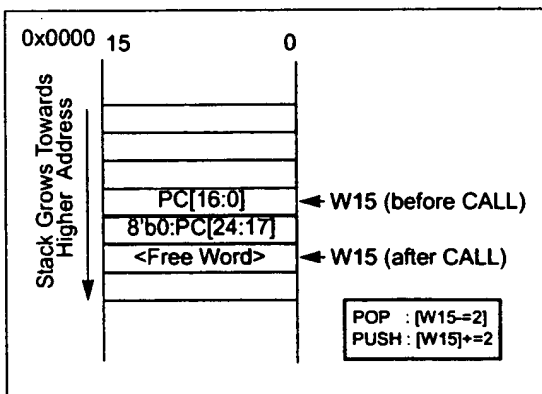 0x0000 15 0
Stack Grows Towards
Higher Address
PC[16:0]
W15 (before CALL)
8'b0:PC[24:17]
<Free Word>
W15 (after CALL)
POP : [W15-=2]
PUSH : [W15]+=2